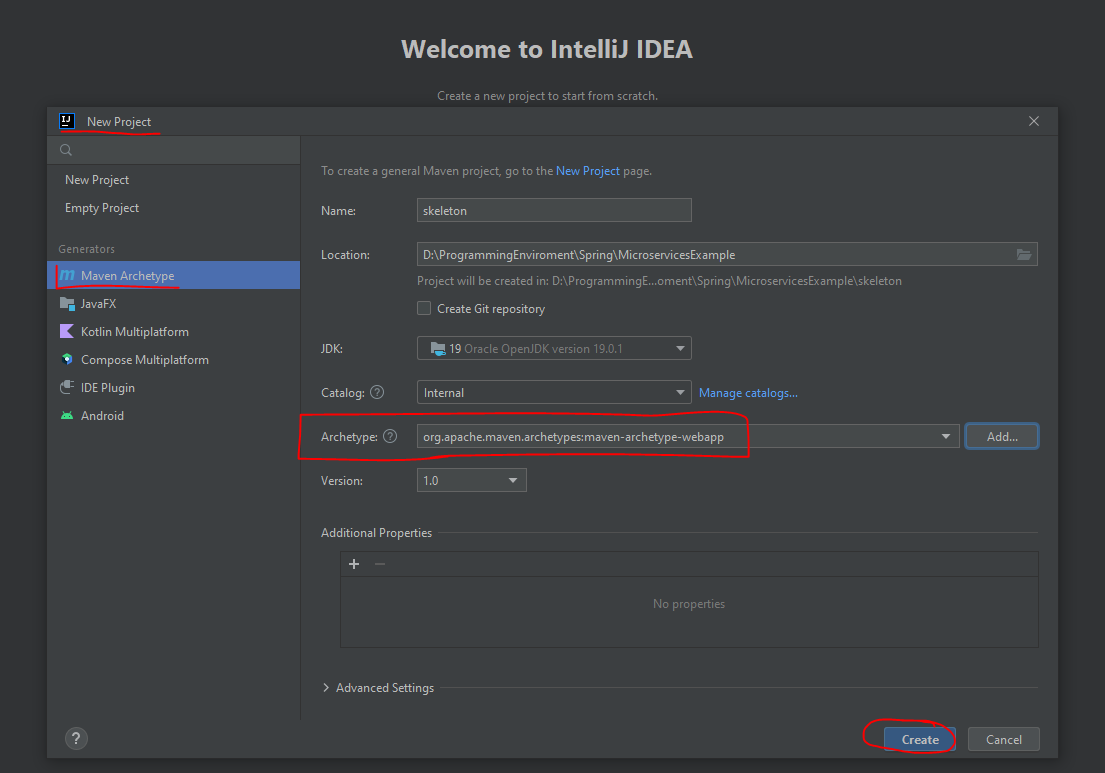 Welcome to IntelliJ IDEA
Create a new project to start from scratch.
IJ New Project
New Project
Empty Project
Generators
m Maven Archetype
JavaFX
Kotlin Multiplatform
Compose Multiplatform
IDE Plugin
Android
To create a general Maven project, go to the New Project page.
Name: skeleton
Location: D:\ProgrammingEnviroment\Spring\MicroservicesExample
Project will be created in: D:\ProgrammingE...oment\Spring\MicroservicesExample\skeleton
Create Git repository
JDK: 19 Oracle OpenJDK version 19.0.1
Catalog: ? Internal Manage catalogs...
Archetype: ? org.apache.maven.archetypes:maven-archetype-webapp Add...
Version: 1.0
Additional Properties
+ −
No properties
> Advanced Settings
? Create Cancel